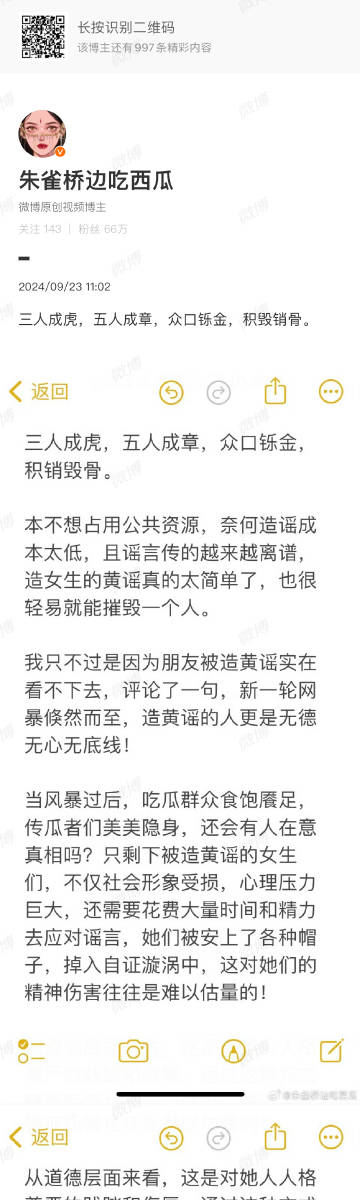 长按识别二维码
该博主还有997条精彩内容
朱雀桥边吃西瓜
微博原创视频博主
关注 143 | 粉丝 66万
2024/09/23 11:02
三人成虎，五人成章，众口铄金，积毁销骨。
返回
三人成虎，五人成章，众口铄金，
积销毁骨。
本不想占用公共资源，奈何造谣成
本太低，且谣言传的越来越离谱，
造女生的黄谣真的太简单了，也很
轻易就能摧毁一个人。
我只不过是因为朋友被造黄谣实在
看不下去，评论了一句，新一轮网
暴倏然而至，造黄谣的人更是无德
无心无底线！
当风暴过后，吃瓜群众食饱餍足，
传瓜者们美美隐身，还会有人在意
真相吗？只剩下被造黄谣的女生
们，不仅社会形象受损，心理压力
巨大，还需要花费大量时间和精力
去应对谣言，她们被安上了各种帽
子，掉入自证漩涡中，这对她们的
精神伤害往往是难以估量的！
@朱雀桥边吃西瓜
返回
从道德层面来看，这是对她人人格